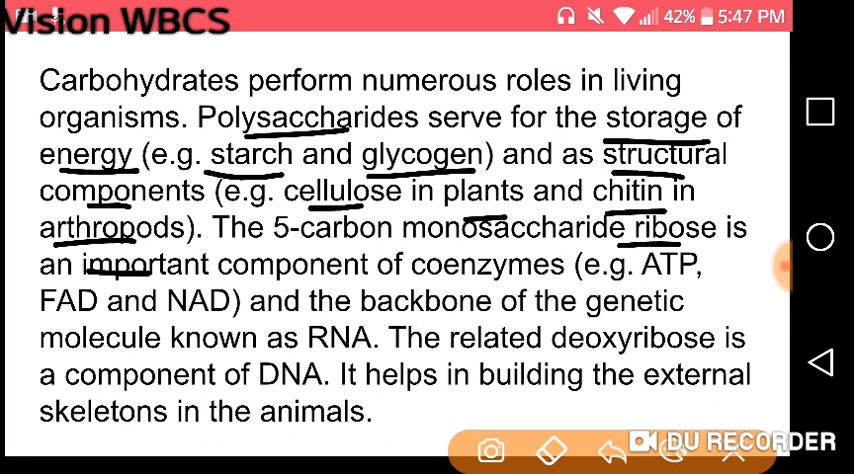 Vision WBCS
42% 5:47 PM
Carbohydrates perform numerous roles in living
organisms. Polysaccharides serve for the storage of
energy (e.g. starch and glycogen) and as structural
components (e.g. cellulose in plants and chitin in
arthropods). The 5-carbon monosaccharide ribose is
an important component of coenzymes (e.g. ATP,
FAD and NAD) and the backbone of the genetic
molecule known as RNA. The related deoxyribose is
a component of DNA. It helps in building the external
skeletons in the animals.
DU RECORDER